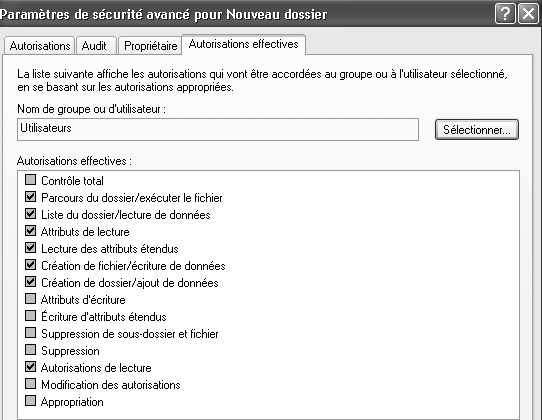 Paramètres de sécurité avancé pour Nouveau dossier
Autorisations Audit Propriétaire Autorisations effectives
La liste suivante affiche les autorisations qui vont être accordées au groupe ou à l'utilisateur sélectionné,
en se basant sur les autorisations appropriées.
Nom de groupe ou d'utilisateur :
Utilisateurs Sélectionner...
Autorisations effectives :
Contrôle total
Parcours du dossier/exécuter le fichier
Liste du dossier/lecture de données
Attributs de lecture
Lecture des attributs étendus
Création de fichier/écriture de données
Création de dossier/ajout de données
Attributs d'écriture
Écriture d'attributs étendus
Suppression de sous-dossier et fichier
Suppression
Autorisations de lecture
Modification des autorisations
Appropriation